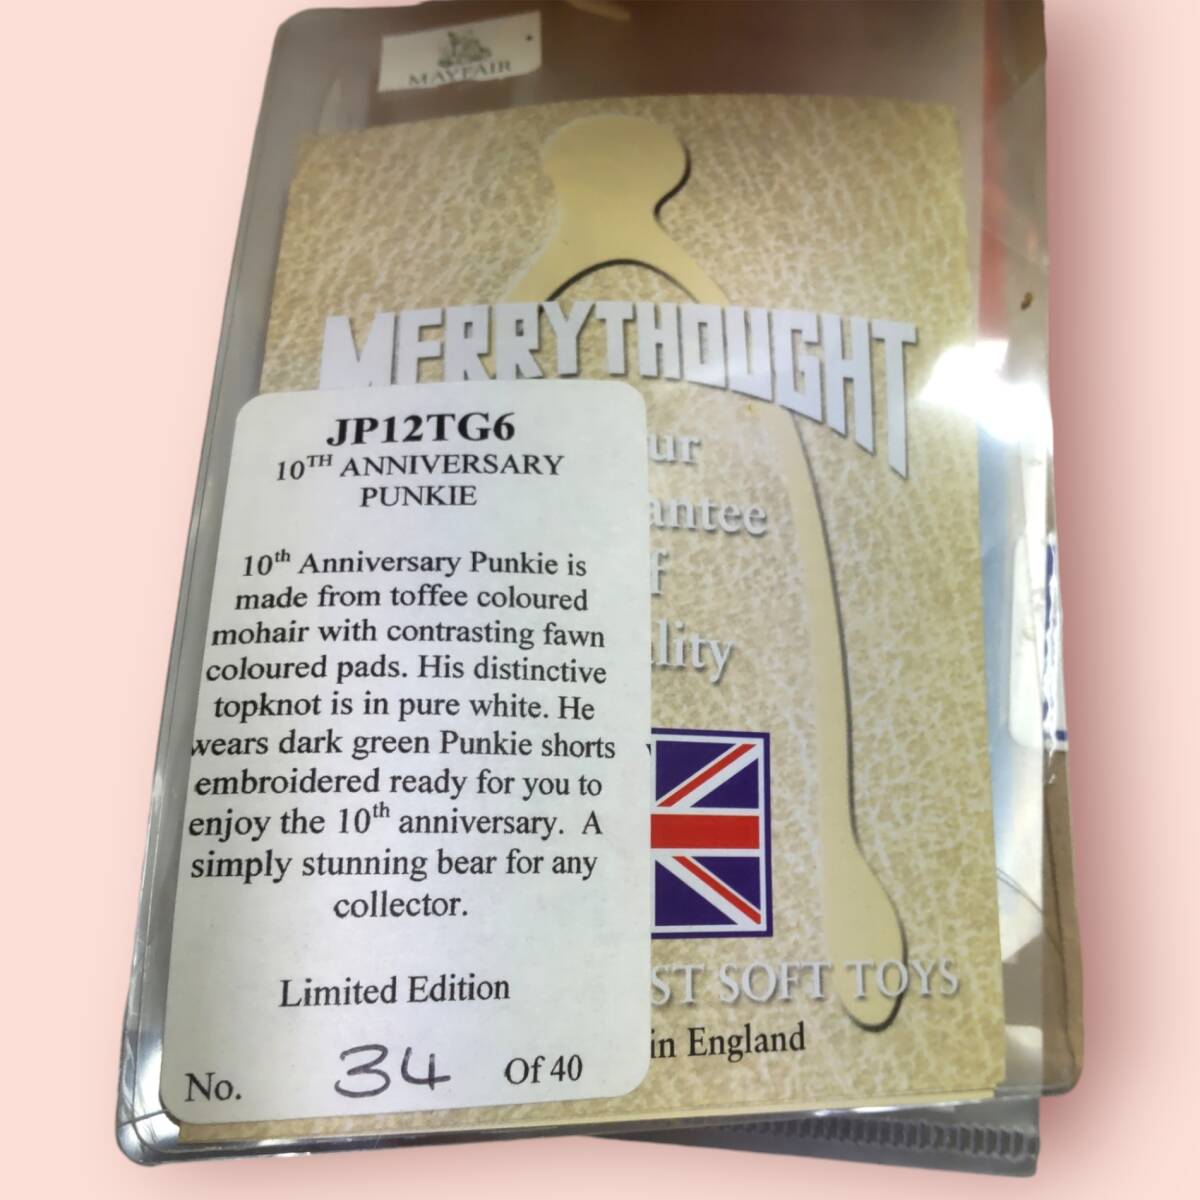 MAYFAIR
MERRYTHOUGHT
JP12TG6
10TH ANNIVERSARY
PUNKIE
10th Anniversary Punkie is
made from toffee coloured
mohair with contrasting fawn
coloured pads. His distinctive
topknot is in pure white. He
wears dark green Punkie shorts
embroidered ready for you to
enjoy the 10th anniversary. A
simply stunning bear for any
collector.
Limited Edition
No. 34 Of 40
ur
antee
f
lity
ST SOFT TOYS
in England